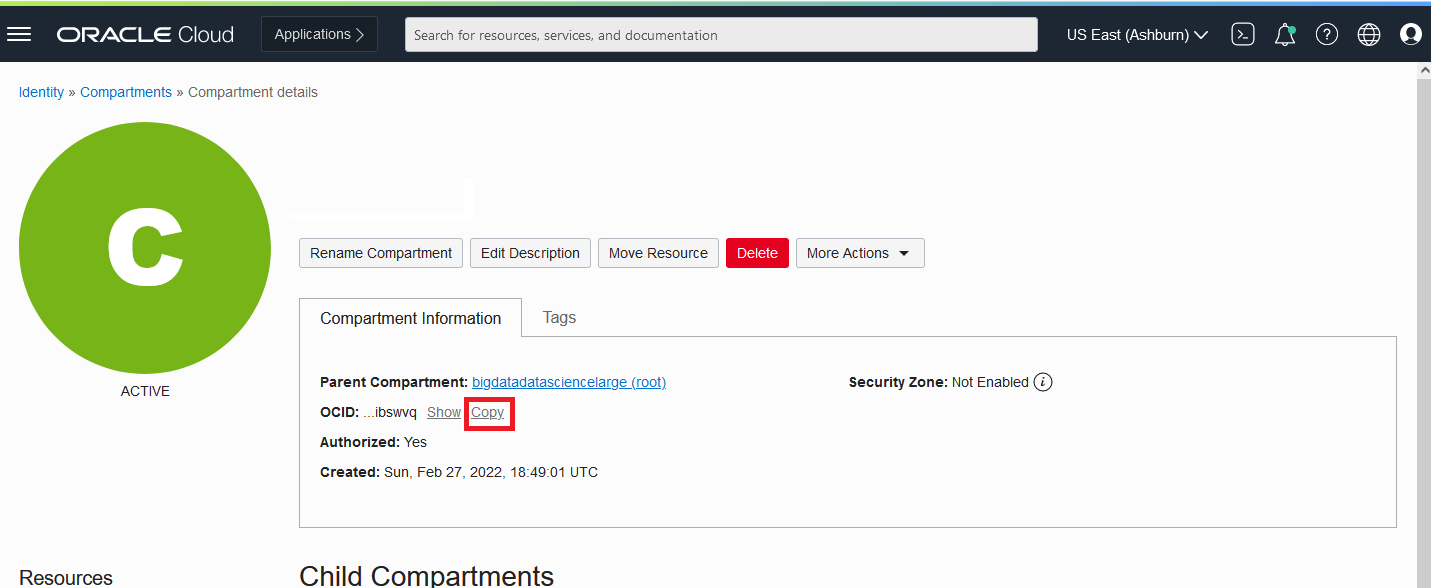 ORACLE Cloud Applications Search for resources, services, and documentation US East (Ashburn)
Identity » Compartments » Compartment details
C
ACTIVE
Rename Compartment Edit Description Move Resource Delete More Actions
Compartment Information Tags
Parent Compartment: bigdatadatasciencelarge (root) Security Zone: Not Enabled i
OCID: ...ibswvq Show Copy
Authorized: Yes
Created: Sun, Feb 27, 2022, 18:49:01 UTC
Resources
Child Compartments